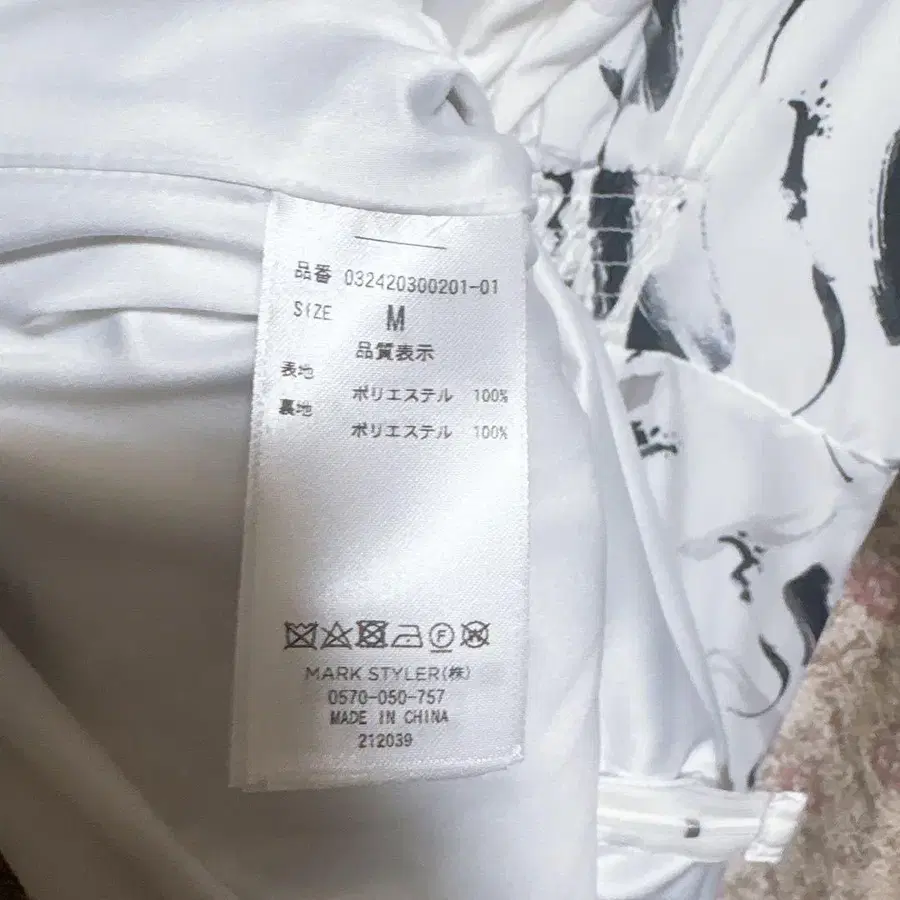 品番 032420300201-01
SIZE M
品質表示
表地 ポリエステル 100%
裏地 ポリエステル 100%
F W
MARK STYLER(株)
0570-050-757
MADE IN CHINA
212039